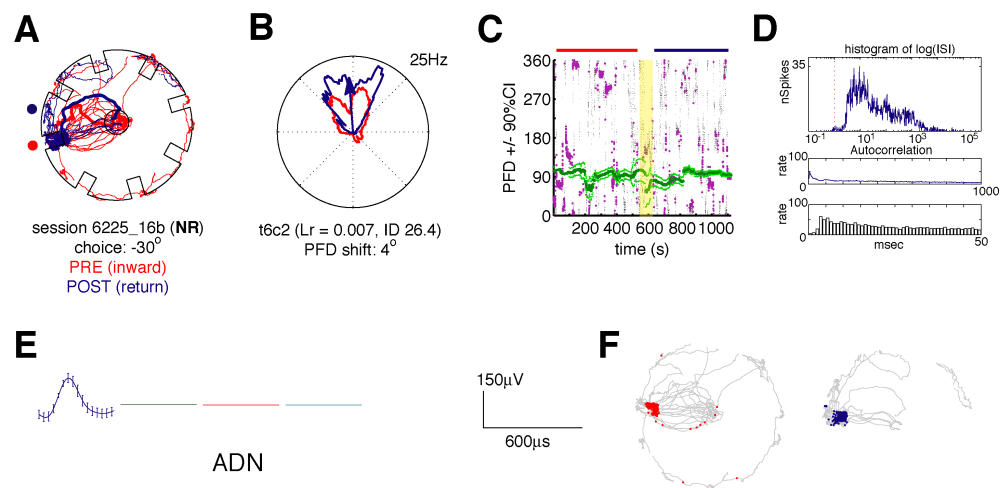 A
session 6225_16b (NR)
choice: -30°
PRE (inward)
POST (return)
B
25Hz
t6c2 (Lr = 0.007, ID 26.4)
PFD shift: 4°
C
PFD +/- 90%CI
360
270
180
90
0
0 200 400 600 800 1000
time (s)
D
histogram of log(ISI)
nSpikes
35
10^-1 10^1 10^3 10^5
Autocorrelation
rate
100
0
1000
rate
100
0
msec
50
E
ADN
150µV
600µs
F